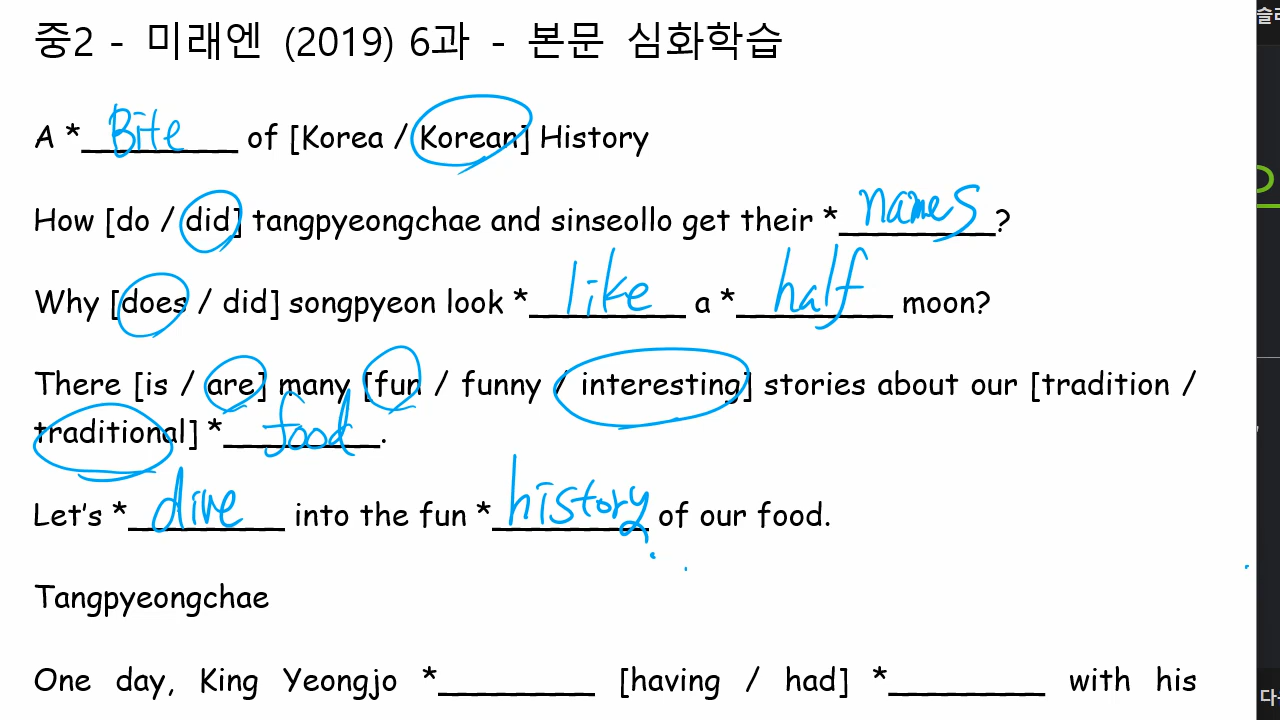 중2 - 미래엔 (2019) 6과 - 본문 심화학습
A *Bite of [Korea / Korean] History
How [do / did] tangpyeongchae and sinseollo get their *names?
Why [does / did] songpyeon look *like a *half moon?
There [is / are] many [fun / funny / interesting] stories about our [tradition /
traditional] *food.
Let's *dive into the fun *history of our food.
Tangpyeongchae
One day, King Yeongjo *__________ [having / had] *__________ with his